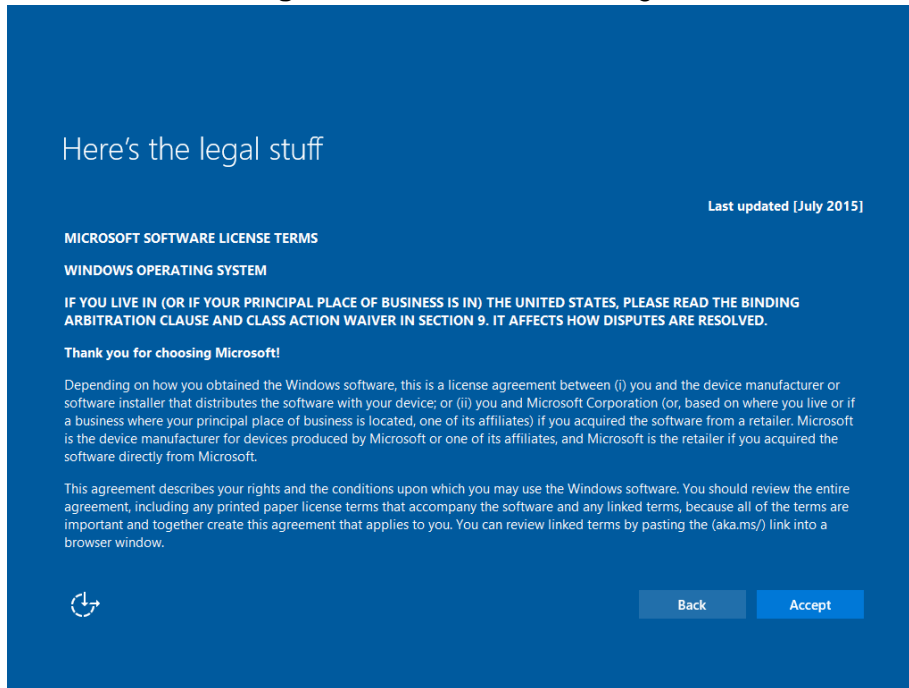 Here's the legal stuff
Last updated [July 2015]
MICROSOFT SOFTWARE LICENSE TERMS
WINDOWS OPERATING SYSTEM
IF YOU LIVE IN (OR IF YOUR PRINCIPAL PLACE OF BUSINESS IS IN) THE UNITED STATES, PLEASE READ THE BINDING
ARBITRATION CLAUSE AND CLASS ACTION WAIVER IN SECTION 9. IT AFFECTS HOW DISPUTES ARE RESOLVED.
Thank you for choosing Microsoft!
Depending on how you obtained the Windows software, this is a license agreement between (i) you and the device manufacturer or
software installer that distributes the software with your device; or (ii) you and Microsoft Corporation (or, based on where you live or if
a business where your principal place of business is located, one of its affiliates) if you acquired the software from a retailer. Microsoft
is the device manufacturer for devices produced by Microsoft or one of its affiliates, and Microsoft is the retailer if you acquired the
software directly from Microsoft.
This agreement describes your rights and the conditions upon which you may use the Windows software. You should review the entire
agreement, including any printed paper license terms that accompany the software and any linked terms, because all of the terms are
important and together create this agreement that applies to you. You can review linked terms by pasting the (aka.ms/) link into a
browser window.
Back
Accept